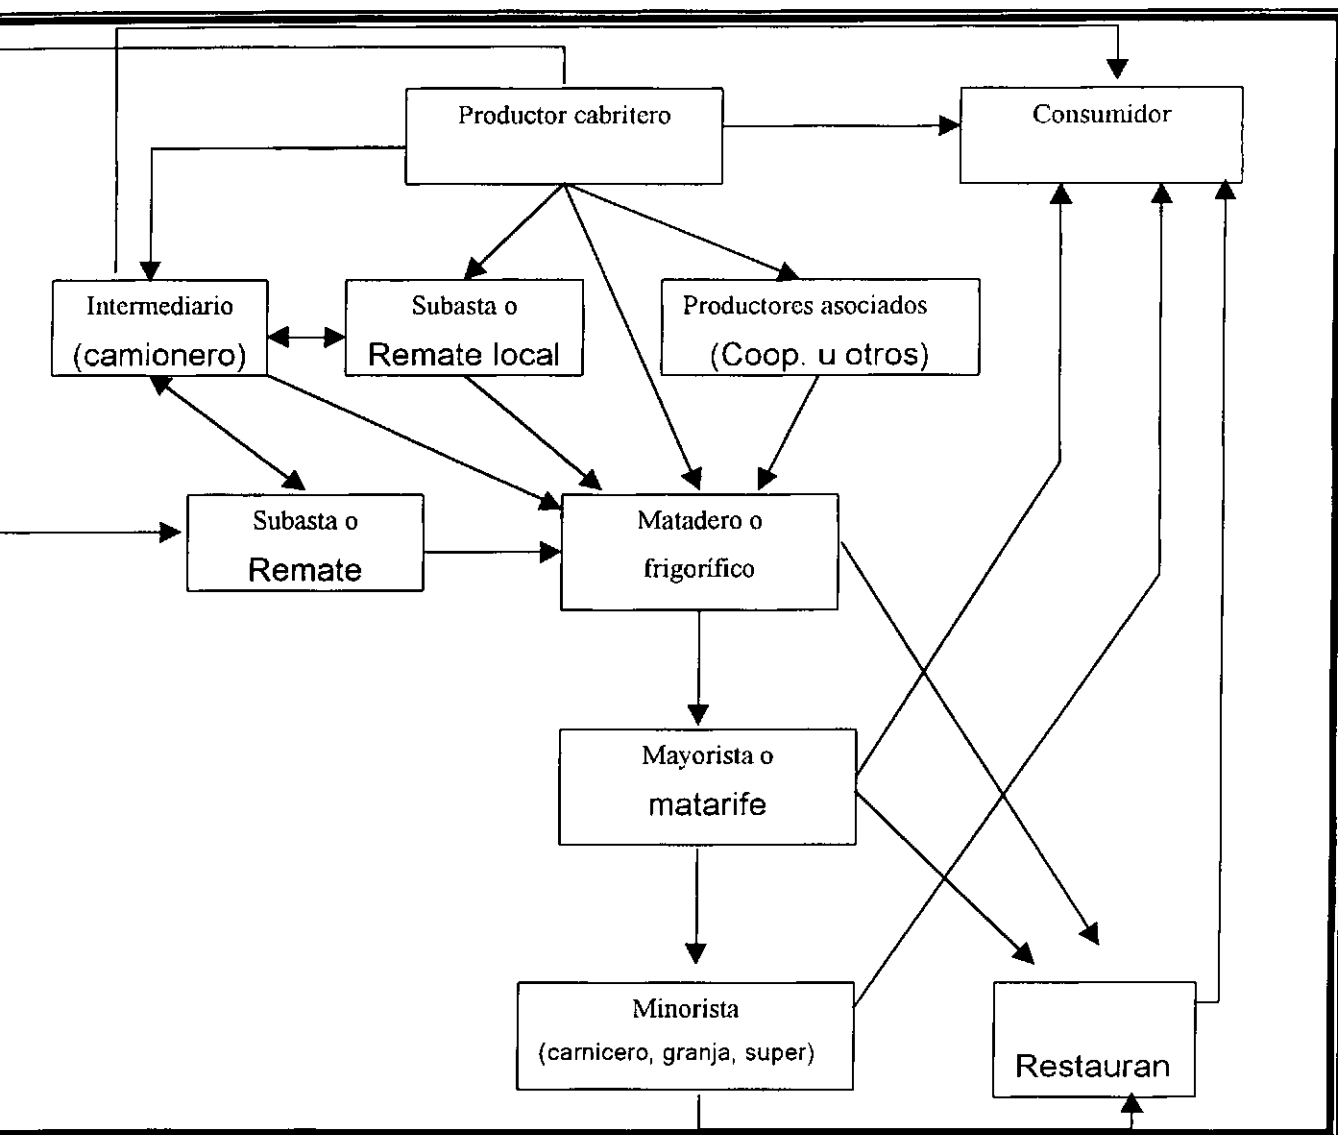 Productor cabritero
Consumidor
Intermediario
(camionero)
Subasta o
Remate local
Productores asociados
(Coop. u otros)
Subasta o
Remate
Matadero o
frigorífico
Mayorista o
matarife
Minorista
(carnicero, granja, super)
Restauran